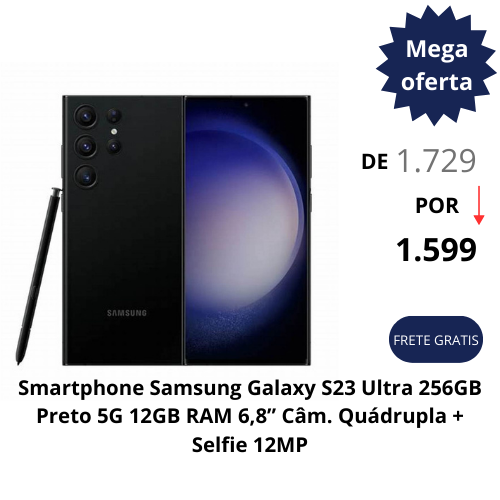 Mega
oferta
DE 1.729
POR
1.599
SAMSUNG
FRETE GRATIS
Smartphone Samsung Galaxy S23 Ultra 256GB
Preto 5G 12GB RAM 6,8” Câm. Quádrupla +
Selfie 12MP